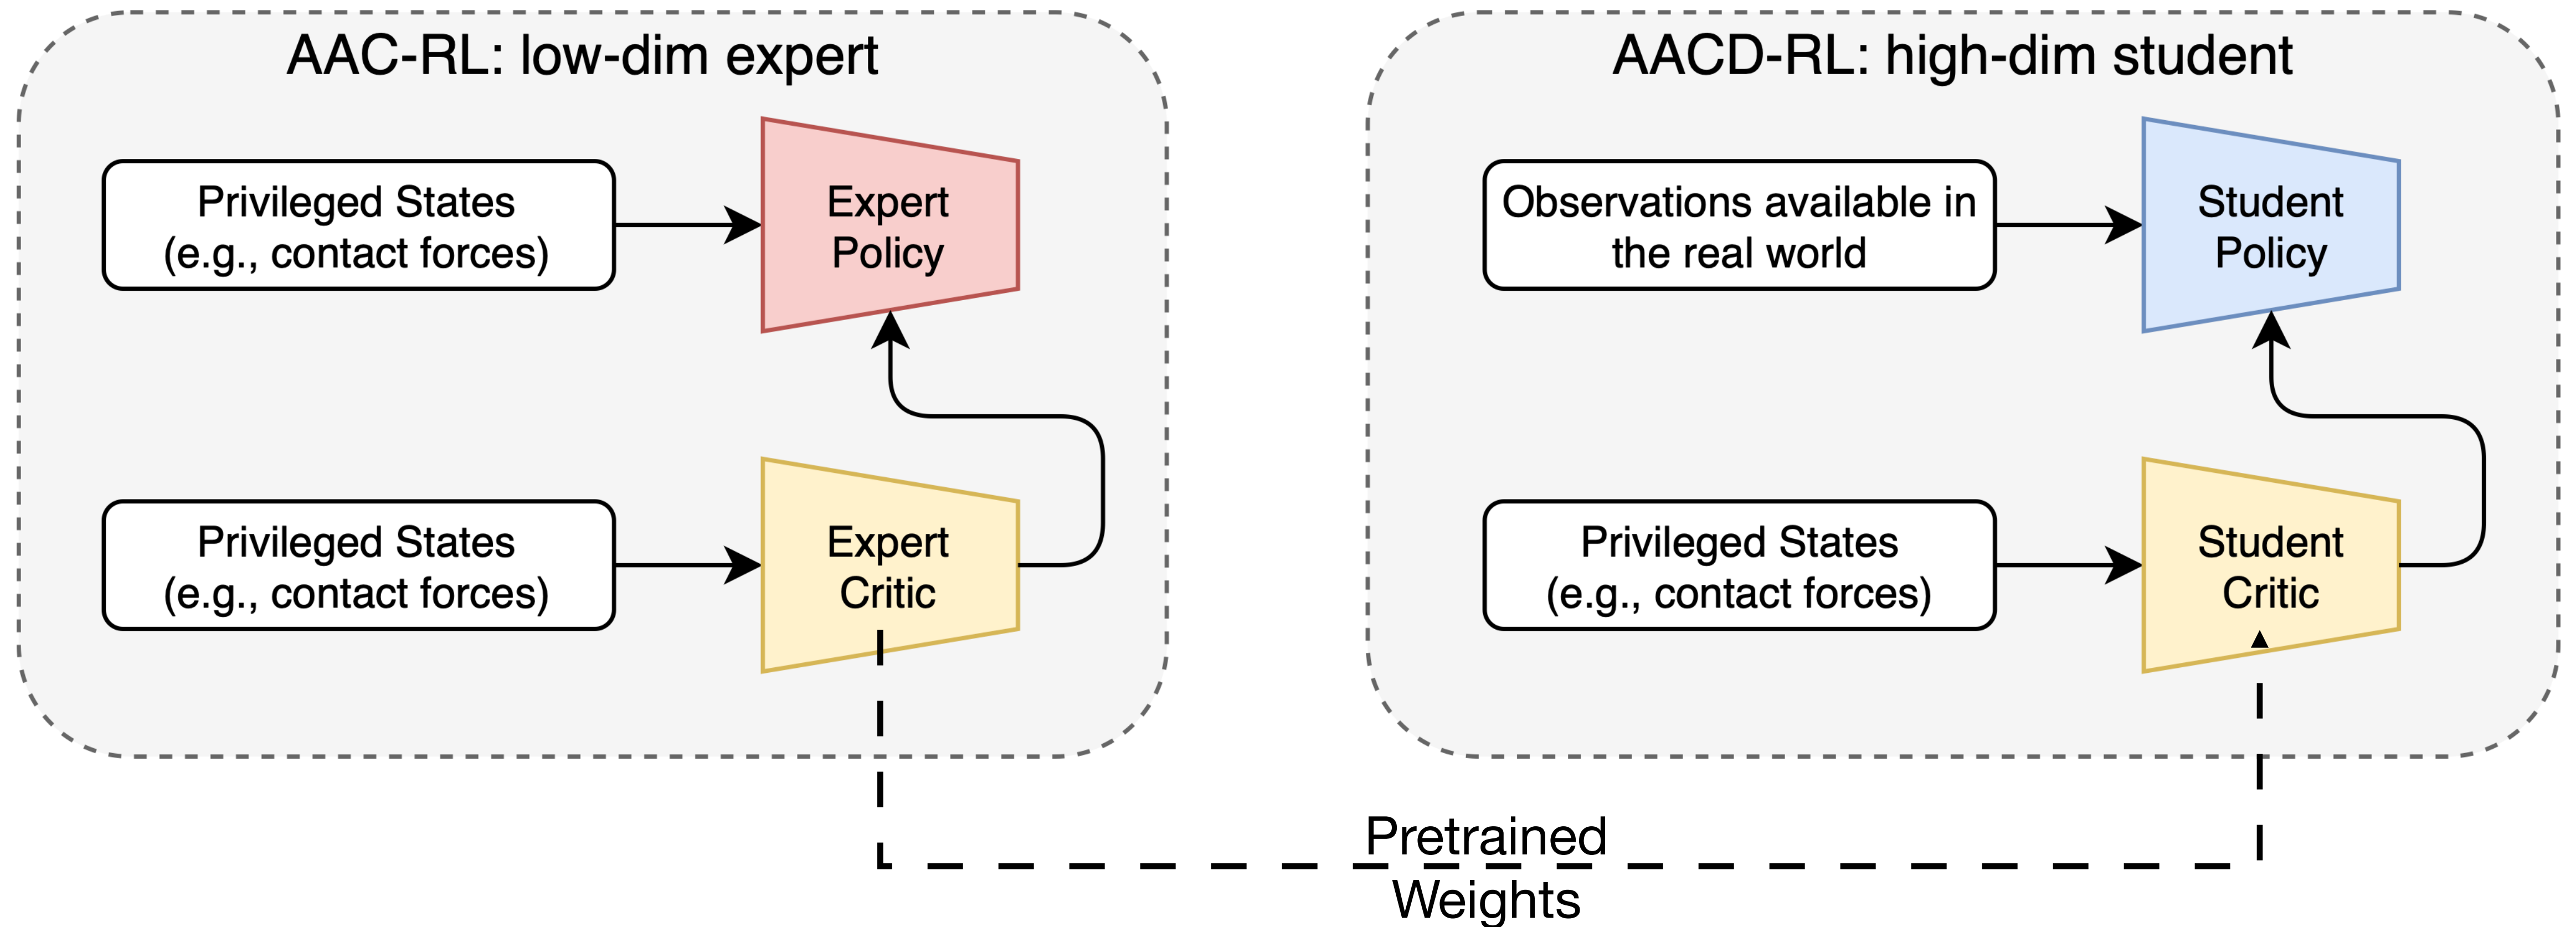 AAC-RL: low-dim expert
Privileged States
(e.g., contact forces)
Expert
Policy
Privileged States
(e.g., contact forces)
Expert
Critic
AACD-RL: high-dim student
Observations available in
the real world
Student
Policy
Privileged States
(e.g., contact forces)
Student
Critic
Pretrained
Weights